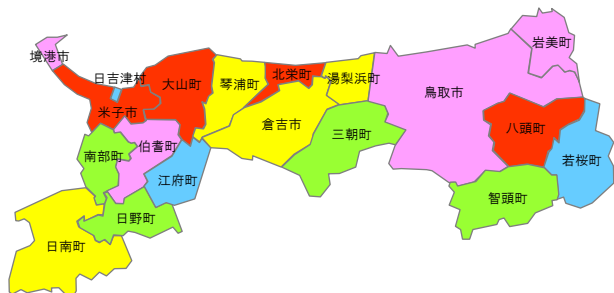 岩美町
境港市
日吉津村
大山町
琴浦町
北栄町
湯梨浜町
鳥取市
米子市
倉吉市
三朝町
八頭町
南部町
伯耆町
江府町
若桜町
智頭町
日野町
日南町